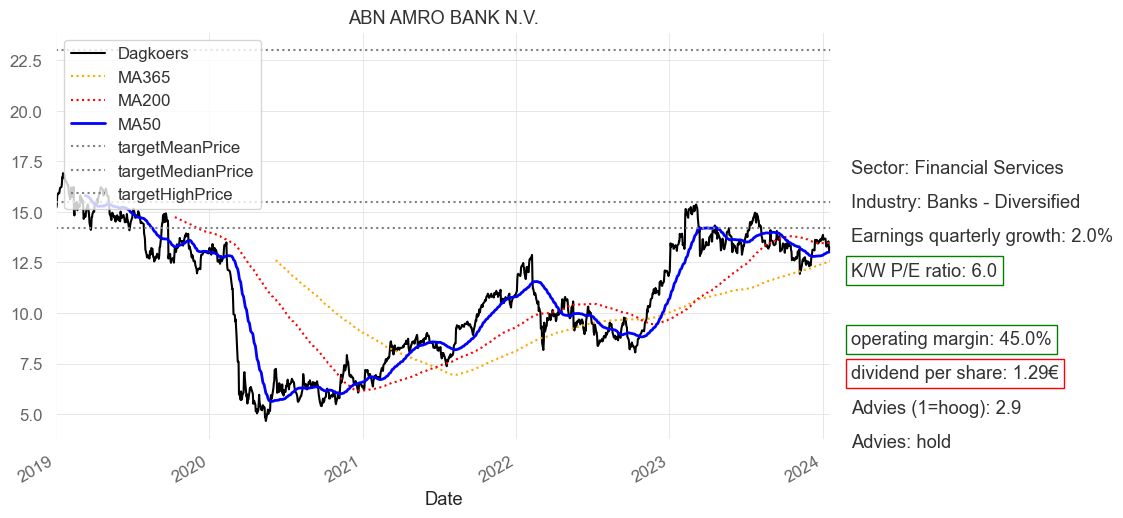 ABN AMRO BANK N.V.
Dagkoers
MA365
MA200
MA50
targetMeanPrice
targetMedianPrice
targetHighPrice
22.5
20.0
17.5
15.0
12.5
10.0
7.5
5.0
2019
2020
2021
2022
2023
2024
Date
Sector: Financial Services
Industry: Banks - Diversified
Earnings quarterly growth: 2.0%
K/W P/E ratio: 6.0
operating margin: 45.0%
dividend per share: 1.29€
Advies (1=hoog): 2.9
Advies: hold